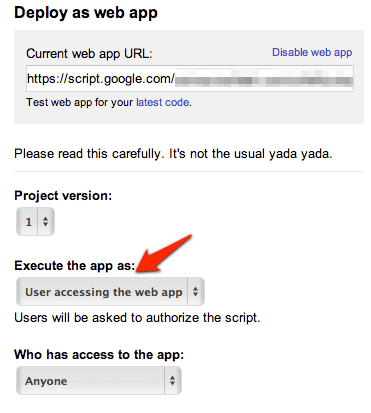 Deploy as web app
Current web app URL:
Disable web app
https://script.google.com/
Test web app for your latest code.
Please read this carefully. It's not the usual yada yada.
Project version:
1
Execute the app as:
User accessing the web app
Users will be asked to authorize the script.
Who has access to the app:
Anyone